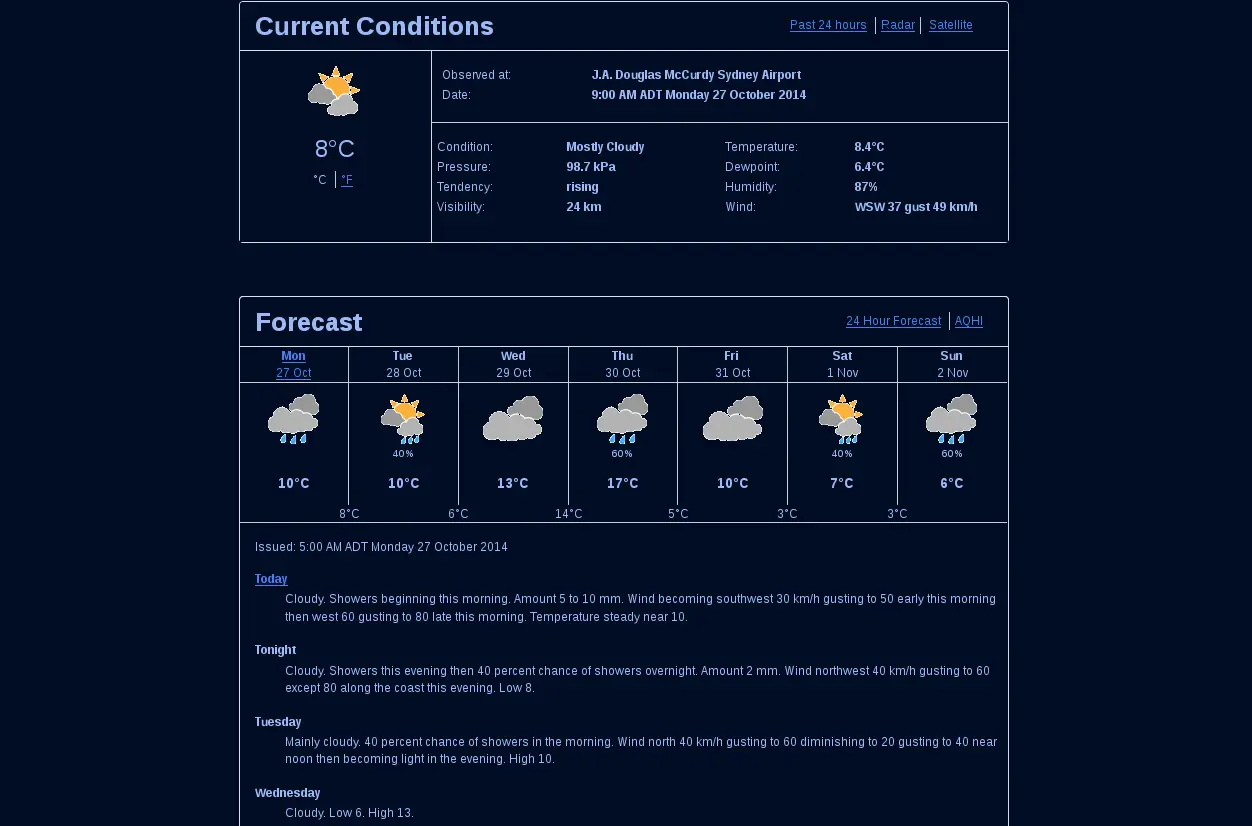 Current Conditions
Past 24 hours Radar Satellite
Observed at: J.A. Douglas McCurdy Sydney Airport
Date: 9:00 AM ADT Monday 27 October 2014
8°C
°C °F
Condition: Mostly Cloudy Temperature: 8.4°C
Pressure: 98.7 kPa Dewpoint: 6.4°C
Tendency: rising Humidity: 87%
Visibility: 24 km Wind: WSW 37 gust 49 km/h
Forecast
24 Hour Forecast AQHI
Mon Tue Wed Thu Fri Sat Sun
27 Oct 28 Oct 29 Oct 30 Oct 31 Oct 1 Nov 2 Nov
40% 60% 40% 60%
10°C 10°C 13°C 17°C 10°C 7°C 6°C
8°C 6°C 14°C 5°C 3°C 3°C
Issued: 5:00 AM ADT Monday 27 October 2014
Today
Cloudy. Showers beginning this morning. Amount 5 to 10 mm. Wind becoming southwest 30 km/h gusting to 50 early this morning
then west 60 gusting to 80 late this morning. Temperature steady near 10.
Tonight
Cloudy. Showers this evening then 40 percent chance of showers overnight. Amount 2 mm. Wind northwest 40 km/h gusting to 60
except 80 along the coast this evening. Low 8.
Tuesday
Mainly cloudy. 40 percent chance of showers in the morning. Wind north 40 km/h gusting to 60 diminishing to 20 gusting to 40 near
noon then becoming light in the evening. High 10.
Wednesday
Cloudy. Low 6. High 13.